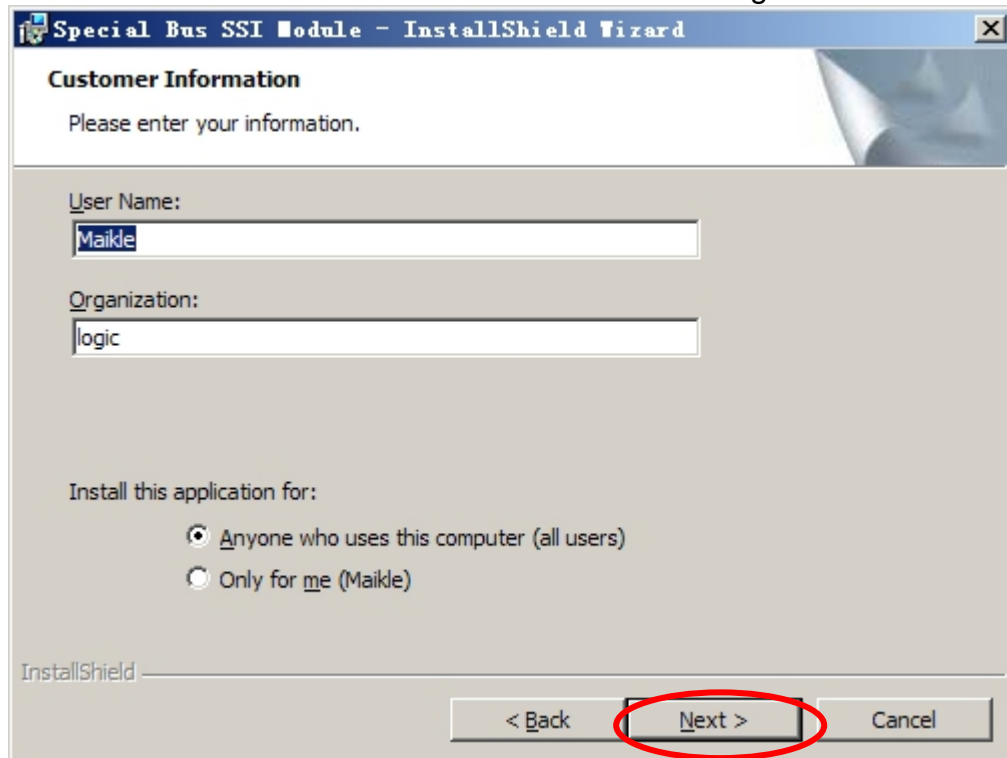 Special Bus SSI Module - InstallShield Wizard
Customer Information
Please enter your information.
User Name:
Maikle
Organization:
logic
Install this application for:
Anyone who uses this computer (all users)
Only for me (Maikle)
InstallShield
< Back Next > Cancel